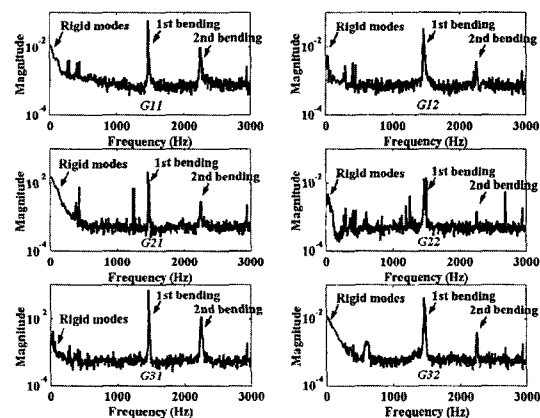 Magnitude
10-2
10-4
Rigid modes
1st bending
2nd bending
G11
0
1000
2000
3000
Frequency (Hz)
Magnitude
10-2
10-4
Rigid modes
1st bending
2nd bending
G12
0
1000
2000
3000
Frequency (Hz)
Magnitude
10-2
10-4
Rigid modes
1st bending
2nd bending
G21
0
1000
2000
3000
Frequency (Hz)
Magnitude
10-2
10-4
Rigid modes
1st bending
2nd bending
G22
0
1000
2000
3000
Frequency (Hz)
Magnitude
10-2
10-4
Rigid modes
1st bending
2nd bending
G31
0
1000
2000
3000
Frequency (Hz)
Magnitude
10-2
10-4
Rigid modes
1st bending
2nd bending
G32
0
1000
2000
3000
Frequency (Hz)